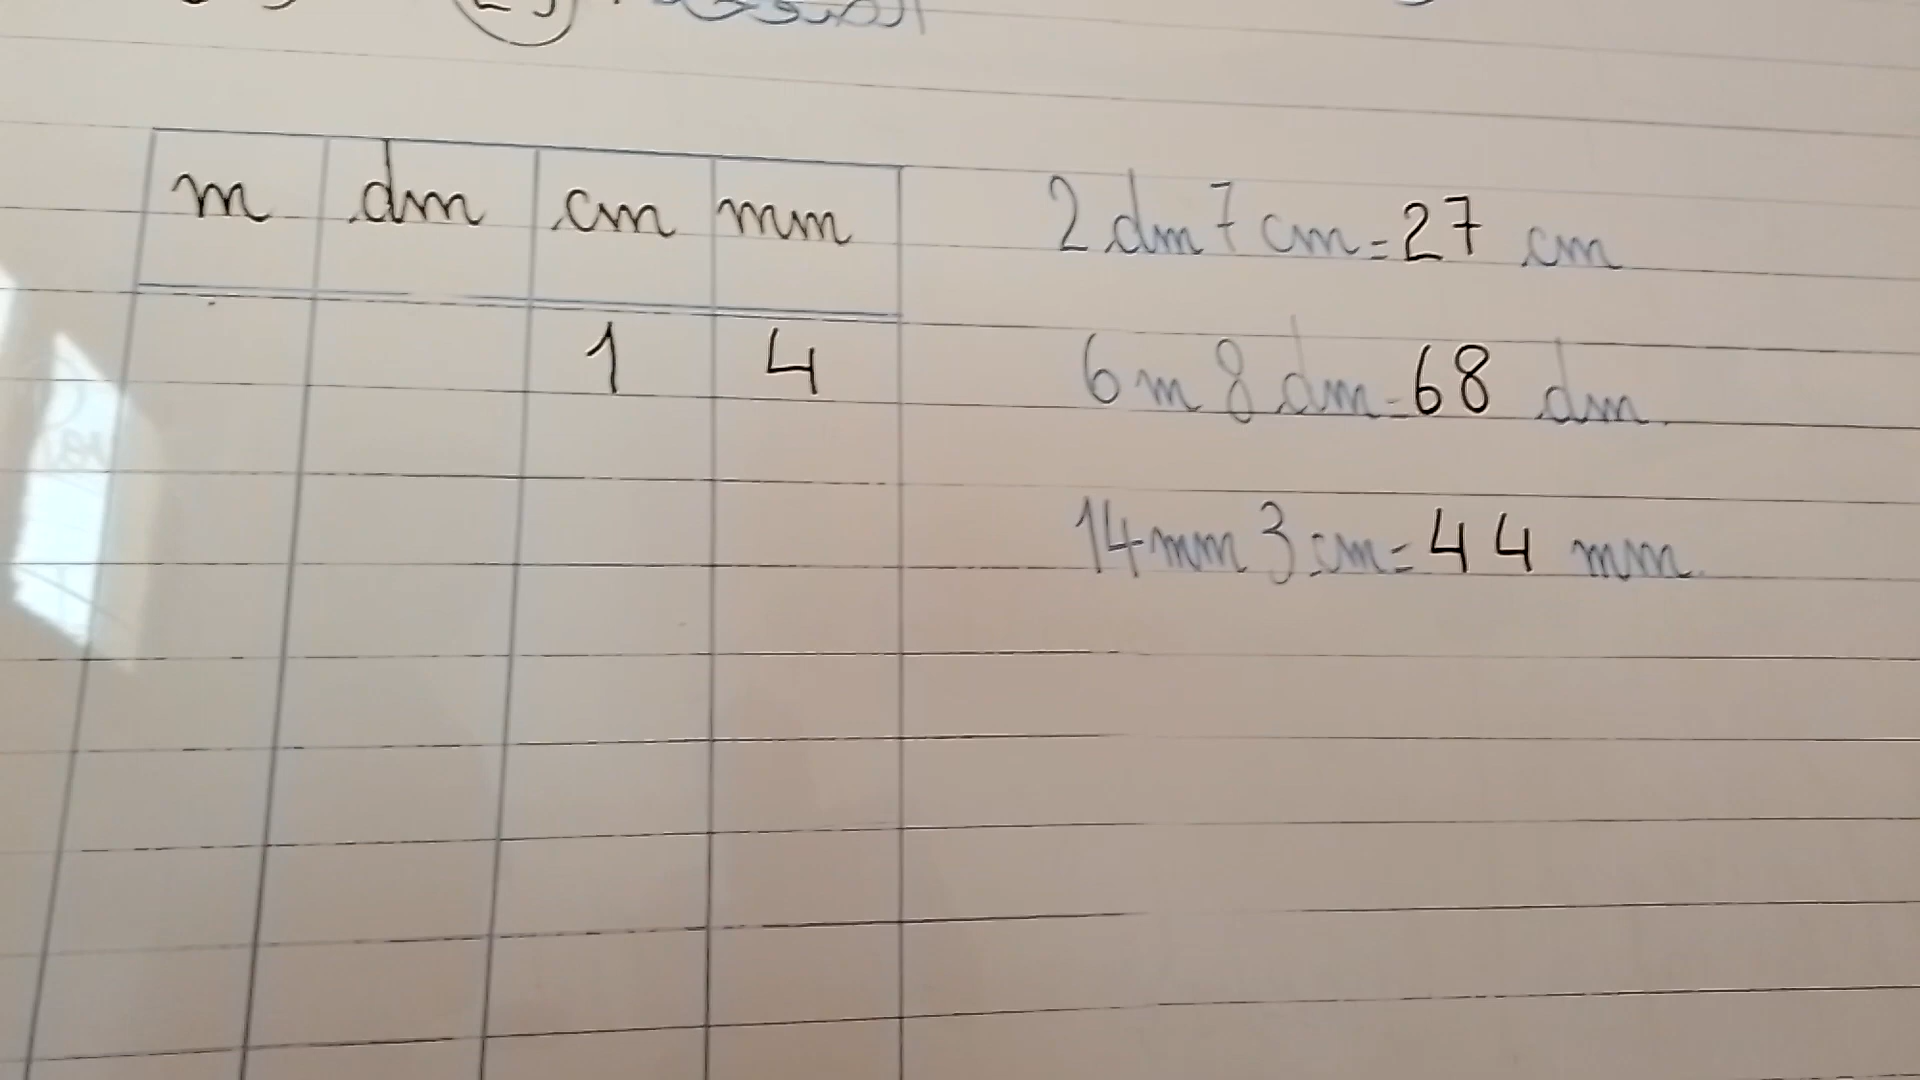 m dm cm mm
1 4
2 dm 7 cm = 27 cm
6 m 8 dm = 68 dm
14 mm 3 cm = 44 mm